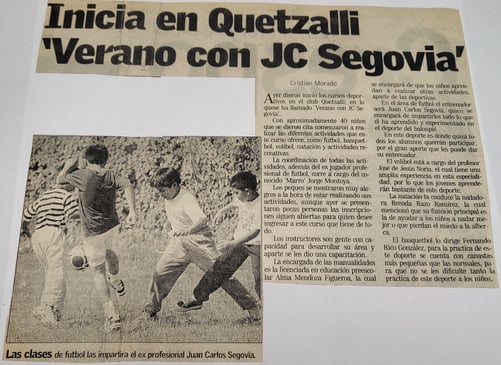 Inicia en Quetzalli
'Verano con JC Segovia'
Cristian Morado
Ayer dieron inicio los cursos depor-
tivos en el club Quetzalli, en lo
que se ha llamado 'Verano con JC Se-
govia'.
Con aproximadamente 40 niños
que se dieron cita comenzaron a rea-
lizar las diferentes actividades que
ese curso ofrece, como futbol, basquet-
bol, volibol, natación y actividades re-
creativas.
La coordinación de todas las acti-
vidades, además del ex jugador profe-
sional de futbol, corre a cargo del co-
nocido 'Marro' Jorge Montoya.
Los peques se mostraron muy ale-
gres a la hora de estar realizando sus
actividades, aunque ayer se presen-
taron pocas personas las inscripcio-
nes siguen abiertas para quien desee
ingresar a este curso que tiene de to-
do.
Los instructores son gente con ca-
pacidad para desarrollar su área y
aparte se les dio una capacitación.
La encargada de las manualidades
es la licenciada en educación preesco-
lar Alma Mendoza Figueroa, la cual
se encargará de que los niños apren-
dan a realizar otras actividades,
aparte de las deportivas.
En el área de futbol el entrenador
será Juan Carlos Segovia, quien se
encargará de impartirles todo lo que
él ha aprendido y experimentado en
el deporte del balompié.
En este deporte es donde quizá to-
dos los alumnos querrán participar,
por el gran aporte que les puede dar
su entrenador.
El volibol está a cargo del profesor
José de Jesús Noria, el cual tiene una
amplia experiencia en esta especiali-
dad, por lo que los jóvenes aprende-
rán bastante de este deporte.
La natación la conduce la nadado-
ra Brenda Razo Ramírez, la cual
mencionó que su función principal es
la de ayudar a los niños a nadar me-
jor o que pierdan el miedo a la alber-
ca.
El basquetbol lo dirige Fernando
Rico González, para la práctica de es-
te deporte se cuenta con canastas
más pequeñas que las normales, pa-
ra que no se les dificulte tanto la
práctica de este deporte a los niños.
Las clases de futbol las impartira el ex profesional Juan Carlos Segovia.